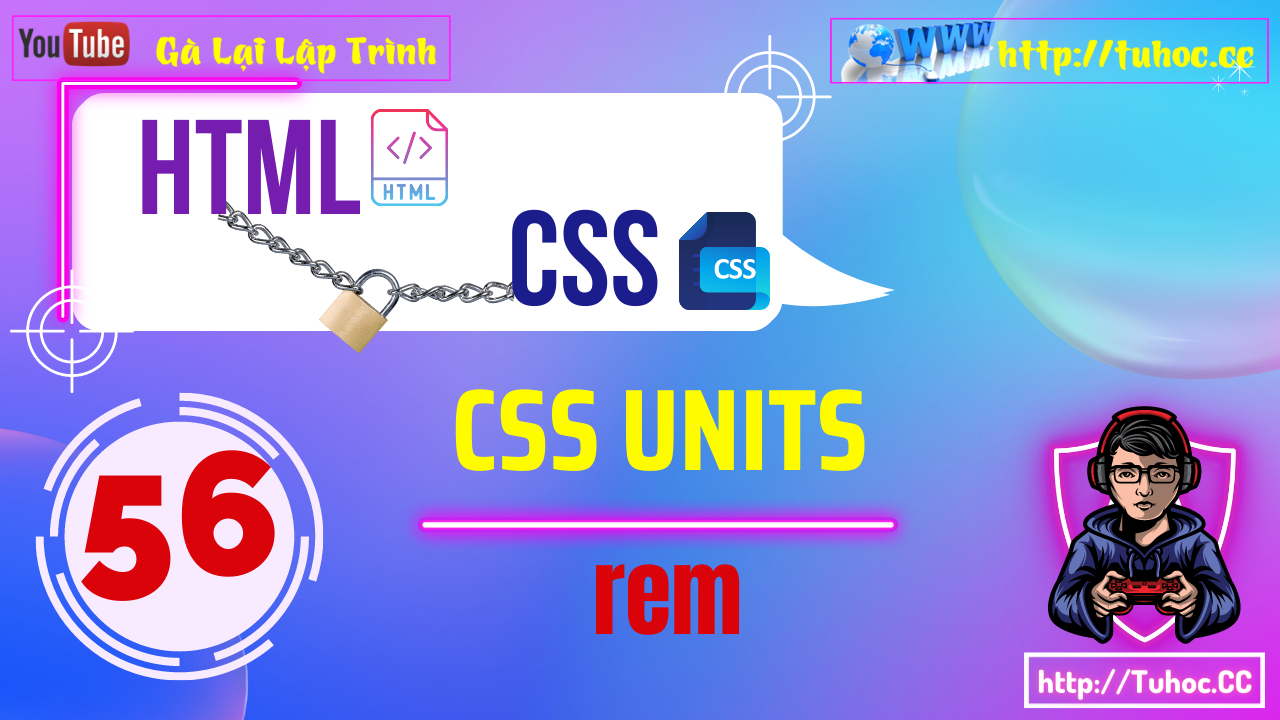 YouTube Gà Lại Lập Trình
WWW http://tuhoc.cc
HTML
</>
HTML
CSS
CSS
CSS UNITS
56
rem
http://Tuhoc.CC